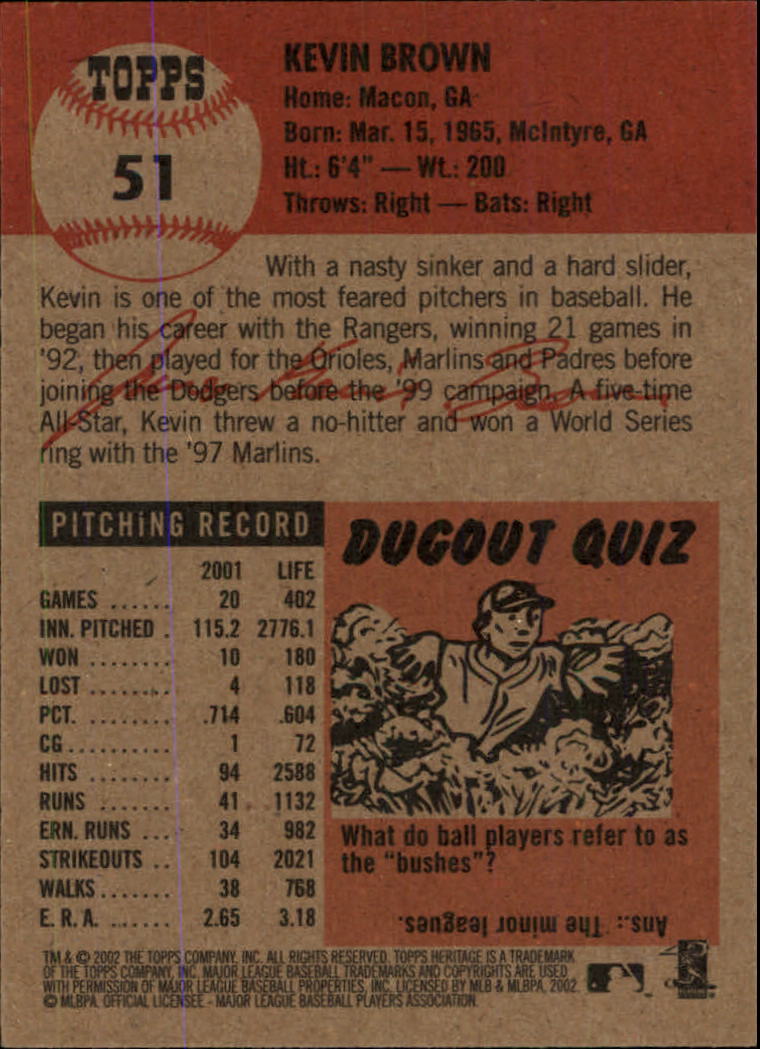 TOPPS
51
KEVIN BROWN
Home: Macon, GA
Born: Mar. 15, 1965, McIntyre, GA
Ht.: 6'4" — Wt.: 200
Throws: Right — Bats: Right
With a nasty sinker and a hard slider,
Kevin is one of the most feared pitchers in baseball. He
began his career with the Rangers, winning 21 games in
'92, then played for the Orioles, Marlins and Padres before
joining the Dodgers before the '99 campaign. A five-time
All-Star, Kevin threw a no-hitter and won a World Series
ring with the '97 Marlins.
PITCHING RECORD
2001 LIFE
GAMES ...... 20 402
INN. PITCHED . 115.2 2776.1
WON ........ 10 180
LOST ........ 4 118
PCT. ........ .714 .604
CG .......... 1 72
HITS ........ 94 2588
RUNS ....... 41 1132
ERN. RUNS .... 34 982
STRIKEOUTS .. 104 2021
WALKS ....... 38 768
E.R.A. ...... 2.65 3.18
DUGOUT QUIZ
What do ball players refer to as
the "bushes"?
Ans.: The minor leagues.
TM & © 2002 THE TOPPS COMPANY, INC. ALL RIGHTS RESERVED. TOPPS HERITAGE IS A TRADEMARK
OF THE TOPPS COMPANY, INC. MAJOR LEAGUE BASEBALL TRADEMARKS AND COPYRIGHTS ARE USED
WITH PERMISSION OF MAJOR LEAGUE BASEBALL PROPERTIES, INC. LICENSED BY MLB & MLBPA. 2002
© MLBPA. OFFICIAL LICENSEE - MAJOR LEAGUE BASEBALL PLAYERS ASSOCIATION.